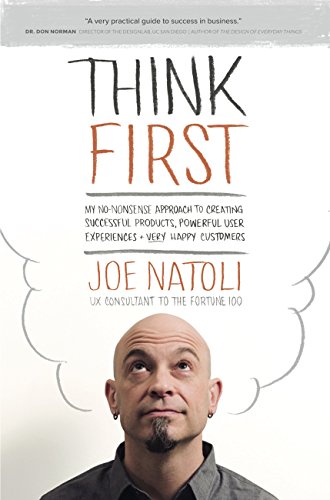 "A very practical guide to success in business."
DR. DON NORMAN DIRECTOR OF THE DESIGNLAB, UC SAN DIEGO | AUTHOR OF THE DESIGN OF EVERYDAY THINGS
THINK
FIRST
MY NO-NONSENSE APPROACH TO CREATING
SUCCESSFUL PRODUCTS, POWERFUL USER
EXPERIENCES + VERY HAPPY CUSTOMERS
JOE NATOLI
UX CONSULTANT TO THE FORTUNE 100